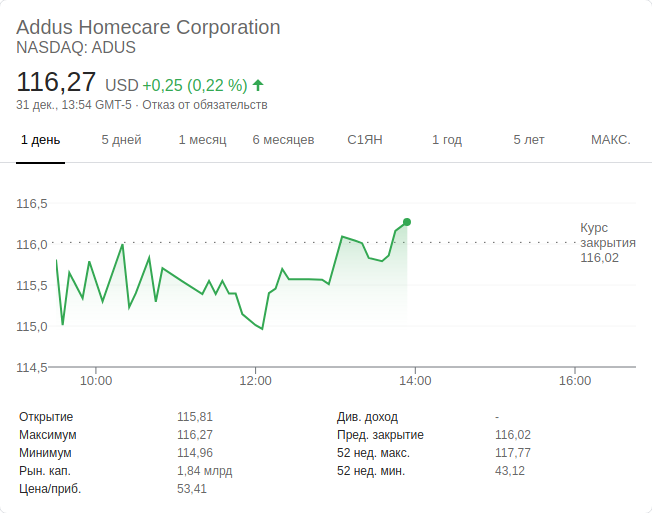 Addus Homecare Corporation
NASDAQ: ADUS
116,27 USD +0,25 (0,22 %)
31 дек., 13:54 GMT-5 · Отказ от обязательств
1 день 5 дней 1 месяц 6 месяцев С1ЯН 1 год 5 лет МАКС.
116,5
116,0
115,5
115,0
114,5
Курс
закрытия
116,02
10:00 12:00 14:00 16:00
Открытие 115,81 Див. доход -
Максимум 116,27 Пред. закрытие 116,02
Минимум 114,96 52 нед. макс. 117,77
Рын. кап. 1,84 млрд 52 нед. мин. 43,12
Цена/приб. 53,41